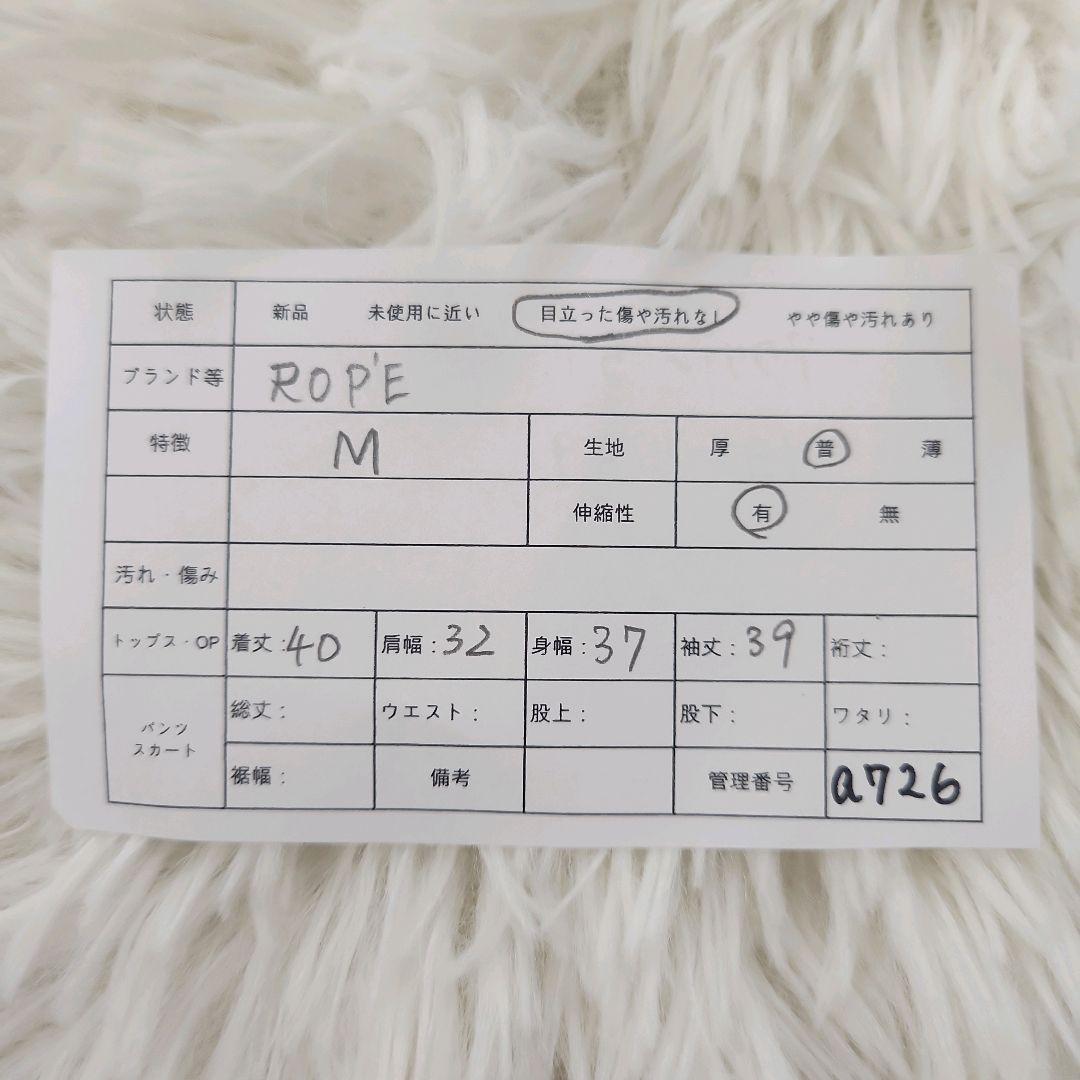 状態 新品 未使用に近い 目立った傷や汚れなし やや傷や汚れあり
ブランド等 ROP'E
特徴 M 生地 厚 普 薄
伸縮性 有 無
汚れ・傷み
トップス・OP 着丈:40 肩幅:32 身幅:37 袖丈:39 裄丈:
パンツ スカート 総丈: ウエスト: 股上: 股下: ワタリ:
裾幅: 備考 管理番号 a726